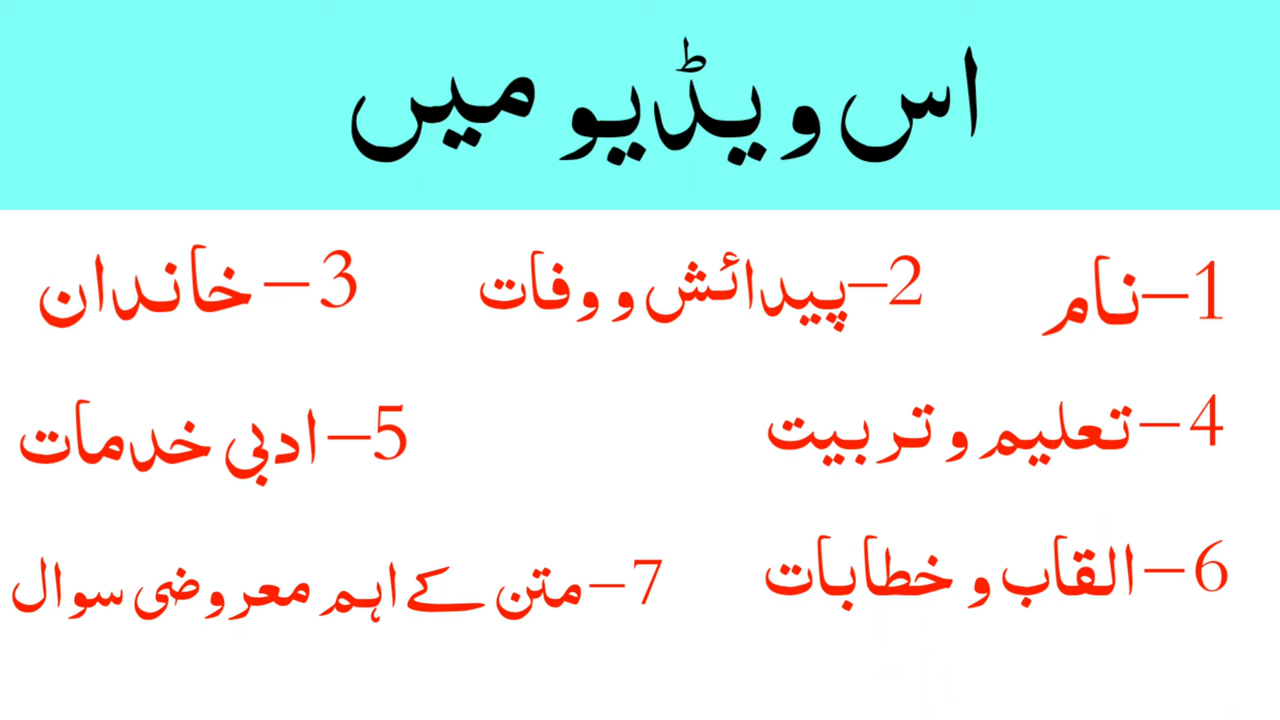 اس ویڈیو میں
1–نام 2–پیدائش و وفات 3–خاندان
4–تعلیم و تربیت 5–ادبی خدمات
6–القاب و خطابات 7–متن کے اہم معروضی سوال